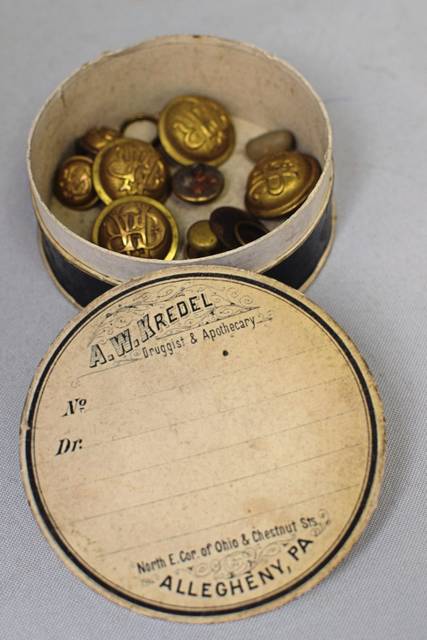 A.W. KREDEL
Druggist & Apothecary
No
Dr.
North E. Cor. of Ohio & Chestnut Sts.
ALLEGHENY, PA